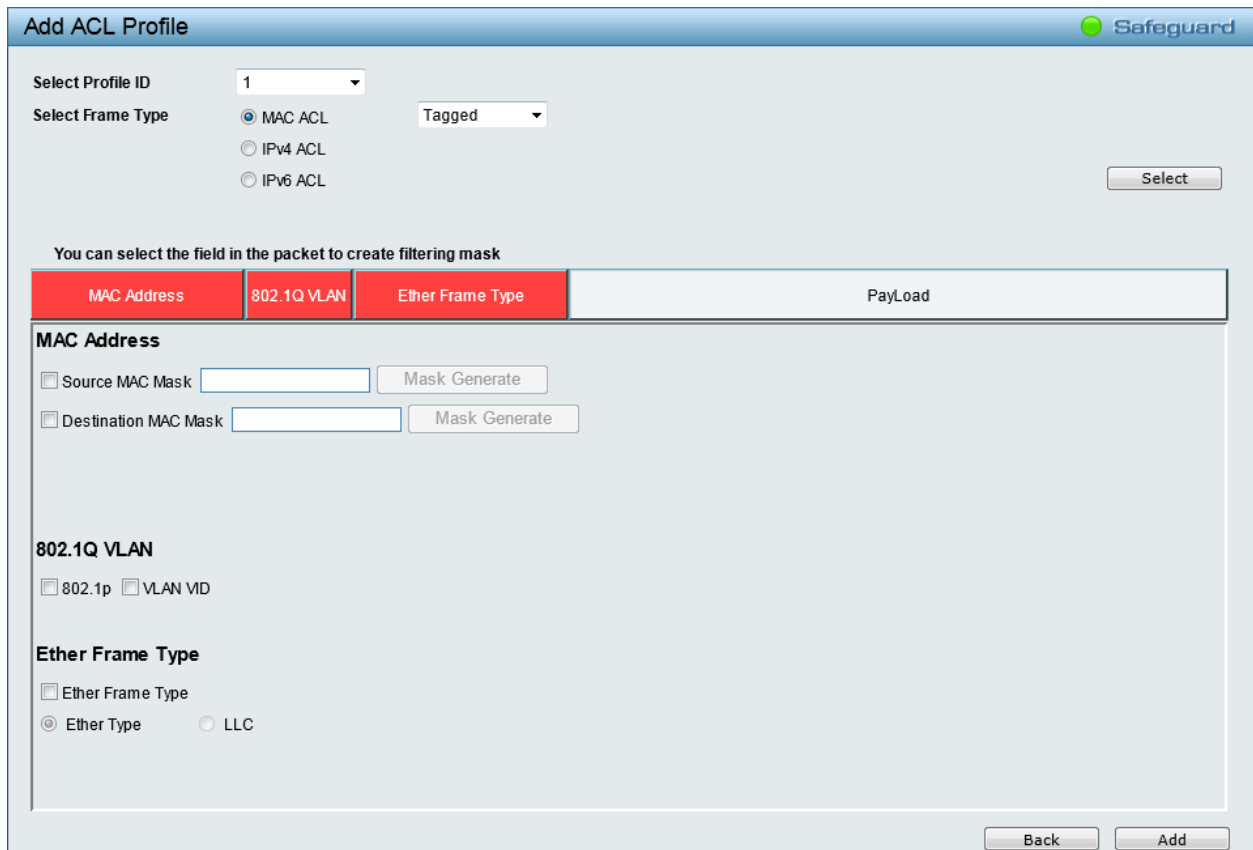 Add ACL Profile
Safeguard
Select Profile ID
1
Select Frame Type
MAC ACL
Tagged
IPv4 ACL
IPv6 ACL
Select
You can select the field in the packet to create filtering mask
MAC Address
802.1Q VLAN
Ether Frame Type
PayLoad
MAC Address
Source MAC Mask
Mask Generate
Destination MAC Mask
Mask Generate
802.1Q VLAN
802.1p
VLAN VID
Ether Frame Type
Ether Frame Type
Ether Type
LLC
Back
Add